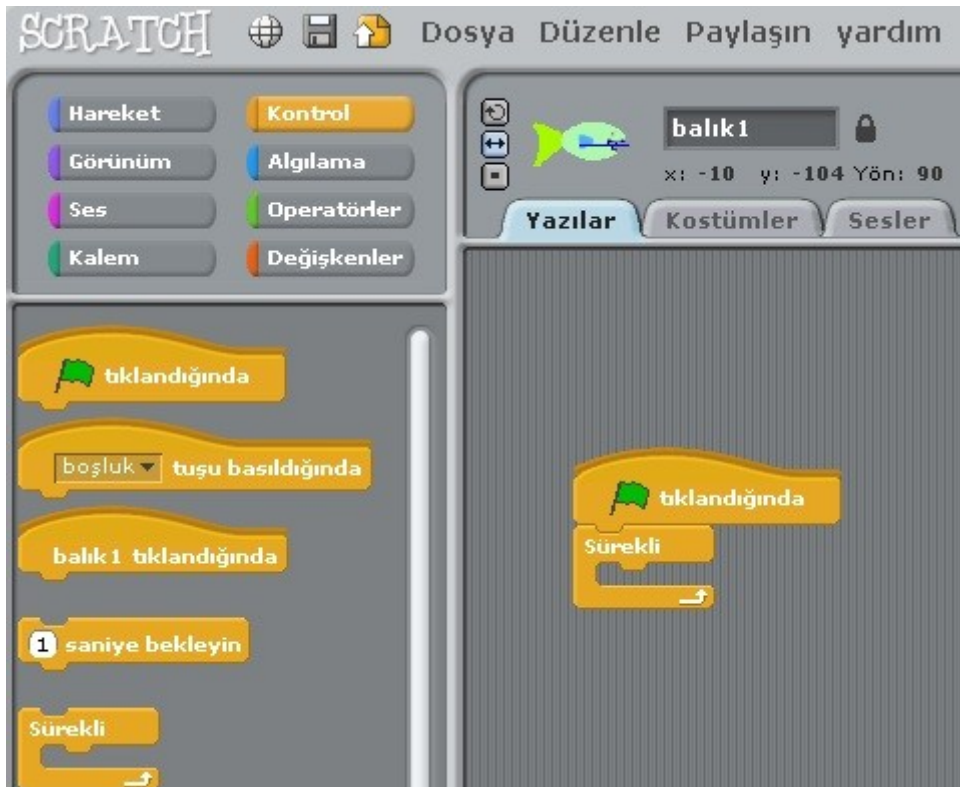 SCRATCH Dosya Düzenle Paylaşın yardım
Hareket Kontrol
Görünüm Algılama
Ses Operatörler
Kalem Değişkenler
balık1
x: -10 y: -104 Yön: 90
Yazılar Kostümler Sesler
tıklandığında
boşluk tuşu basıldığında
balık1 tıklandığında
1 saniye bekleyin
Sürekli
tıklandığında
Sürekli